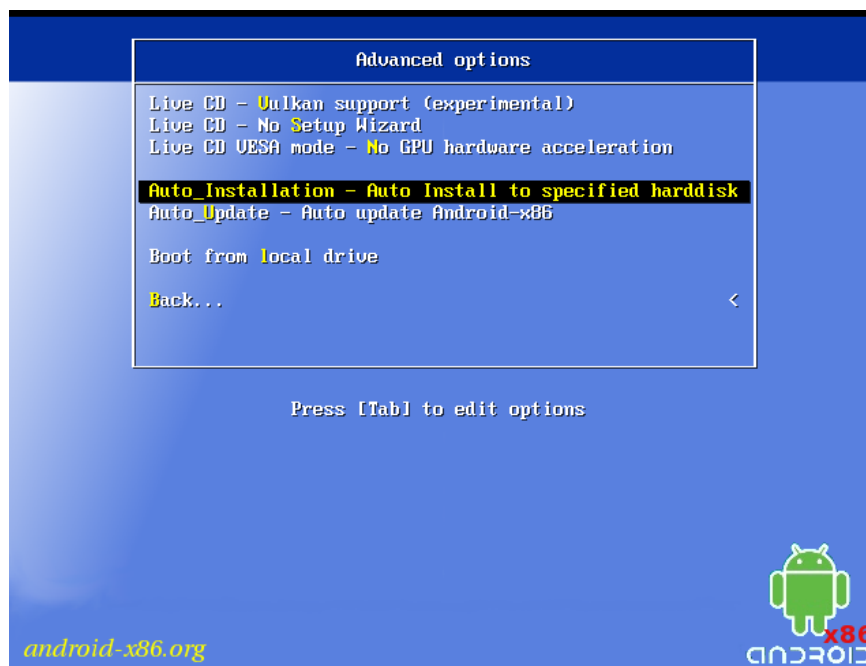 Advanced options
Live CD - Vulkan support (experimental)
Live CD - No Setup Wizard
Live CD VESA mode - No GPU hardware acceleration
Auto_Installation - Auto Install to specified harddisk
Auto_Update - Auto update Android-x86
Boot from local drive
Back... <
Press [Tab] to edit options
android-x86.org
x86
android